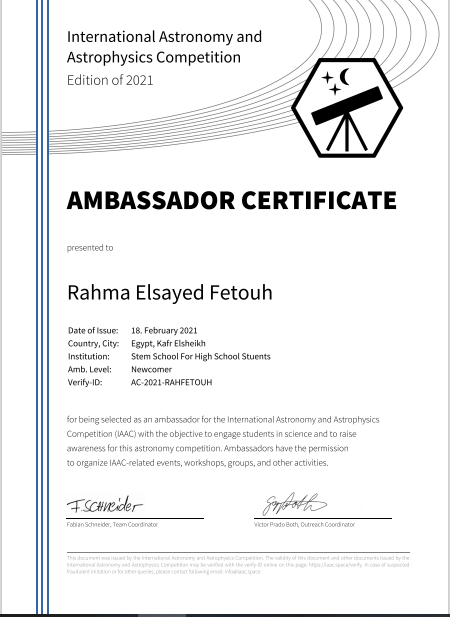 International Astronomy and
Astrophysics Competition
Edition of 2021
AMBASSADOR CERTIFICATE
presented to
Rahma Elsayed Fetouh
Date of Issue: 18. February 2021
Country, City: Egypt, Kafr Elsheikh
Institution: Stem School For High School Stuents
Amb. Level: Newcomer
Verify-ID: AC-2021-RAHFETOUH
for being selected as an ambassador for the International Astronomy and Astrophysics
Competition (IAAC) with the objective to engage students in science and to raise
awareness for this astronomy competition. Ambassadors have the permission
to organize IAAC-related events, workshops, groups, and other activities.
F. SCHNeider
Fabian Schneider, Team Coordinator
Victor Prado Both, Outreach Coordinator
This document was issued by the International Astronomy and Astrophysics Competition. The validity of this document and other documents issued by the
International Astronomy and Astrophysics Competition may be verified with the verify-ID online on this page: https://iaac.space/verify. In case of suspected
fraudulent imitation or for other queries, please contact following email: info@iaac.space